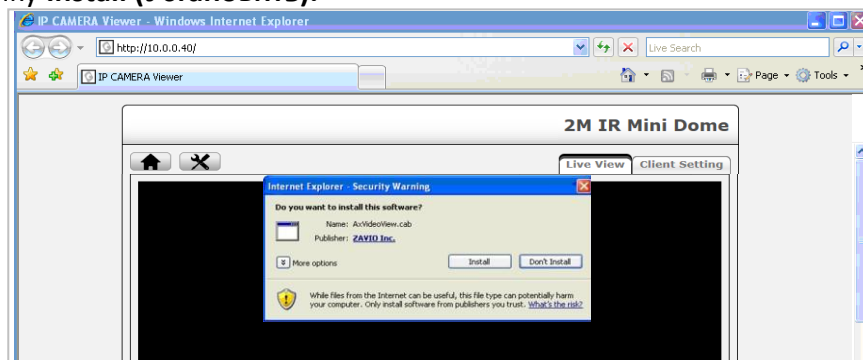 IP CAMERA Viewer - Windows Internet Explorer
http://10.0.0.40/
Live Search
IP CAMERA Viewer
Page
Tools
2M IR Mini Dome
Live View
Client Setting
Internet Explorer - Security Warning
Do you want to install this software?
Name: AxVideoView.cab
Publisher: ZAVIO Inc.
More options
Install
Don't Install
While files from the Internet can be useful, this file type can potentially harm
your computer. Only install software from publishers you trust. What's the risk?